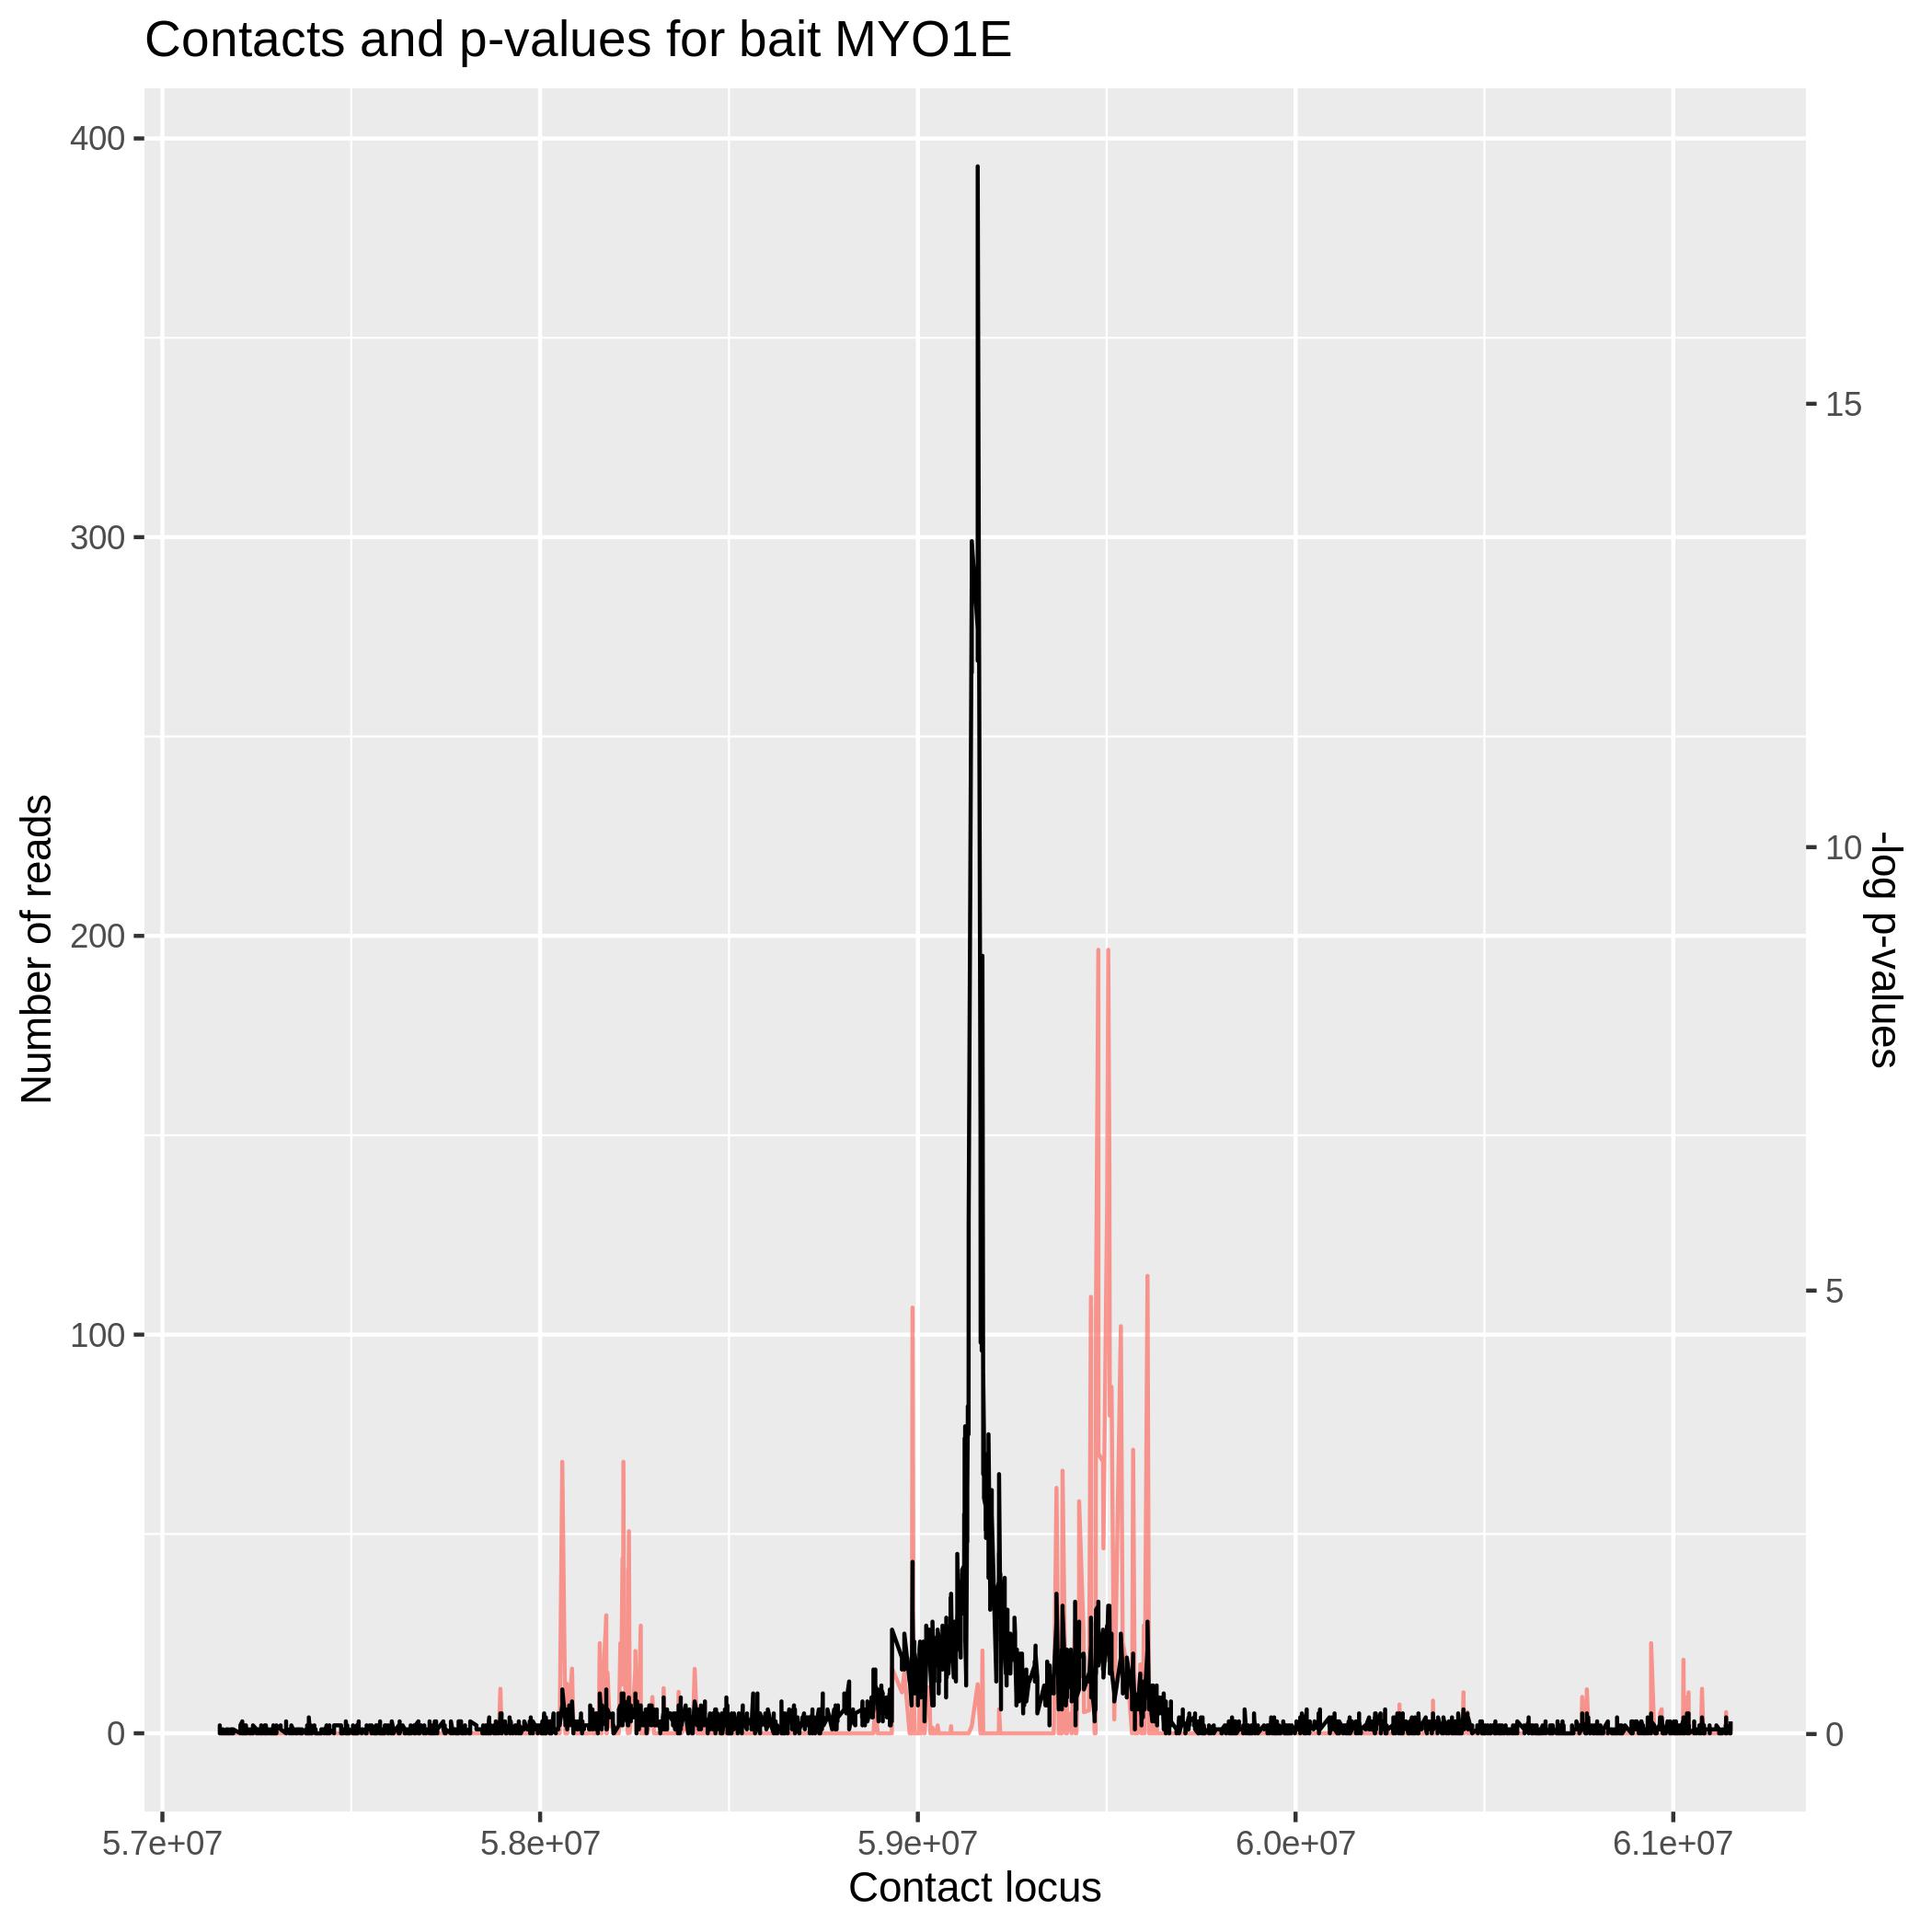 Contacts and p-values for bait MYO1E
400
300
200
100
0
Number of reads
15
10
5
0
-log p-values
5.7e+07
5.8e+07
5.9e+07
6.0e+07
6.1e+07
Contact locus